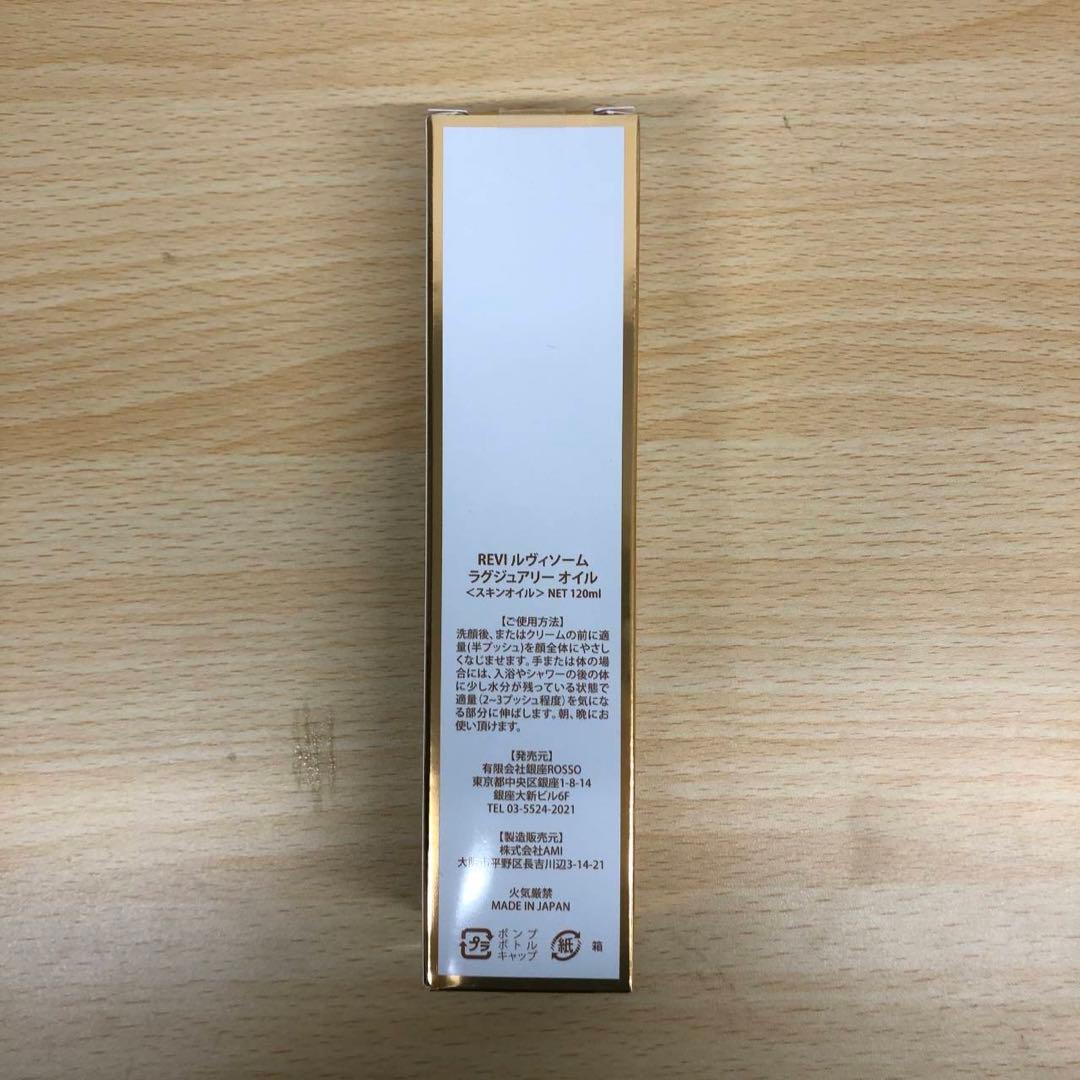 REVI ルヴィソーム
ラグジュアリー オイル
＜スキンオイル＞ NET 120ml
【ご使用方法】
洗顔後、またはクリームの前に適
量(半プッシュ)を顔全体にやさし
くなじませます。手または体の場
合には、入浴やシャワーの後の体
に少し水分が残っている状態で
適量（2~3プッシュ程度）を気にな
る部分に伸ばします。朝、晩にお
使い頂けます。
【発売元】
有限会社銀座ROSSO
東京都中央区銀座1-8-14
銀座大新ビル6F
TEL 03-5524-2021
【製造販売元】
株式会社AMI
大阪市平野区長吉川辺3-14-21
火気厳禁
MADE IN JAPAN
プラ
ポンプ
ボトル
キャップ
紙 箱